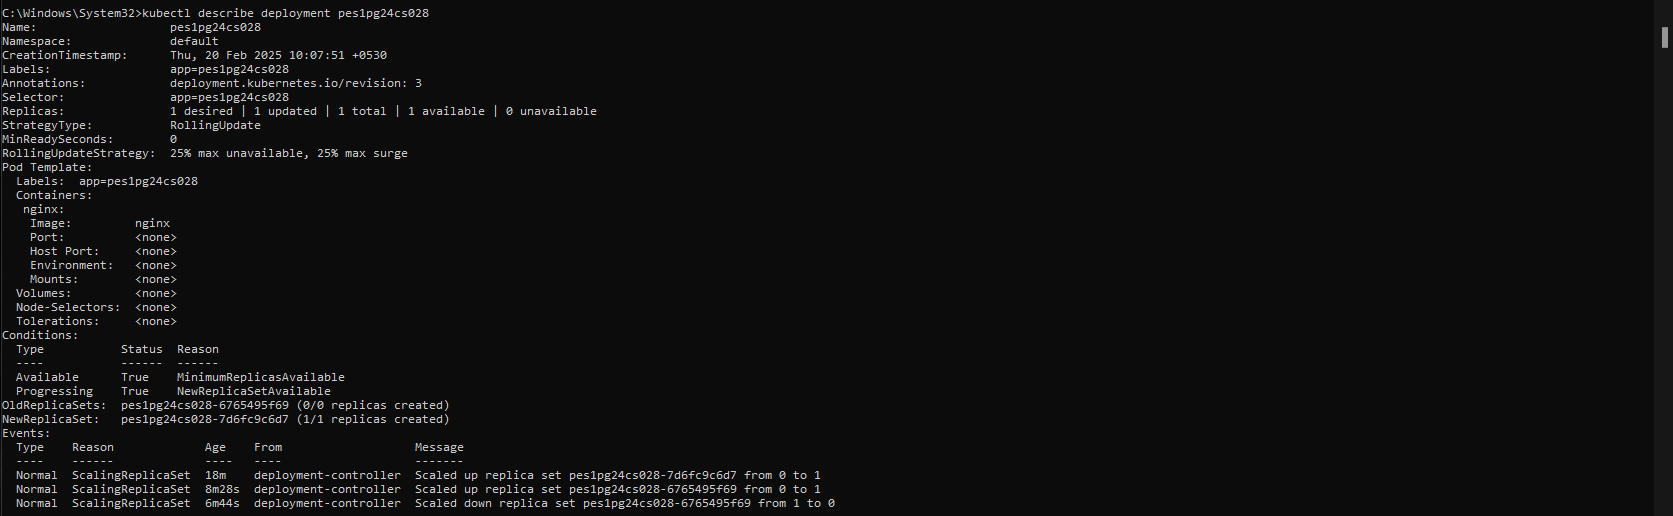 C:\Windows\System32>kubectl describe deployment pes1pg24cs028
Name:                   pes1pg24cs028
Namespace:              default
CreationTimestamp:      Thu, 20 Feb 2025 10:07:51 +0530
Labels:                 app=pes1pg24cs028
Annotations:            deployment.kubernetes.io/revision: 3
Selector:               app=pes1pg24cs028
Replicas:               1 desired | 1 updated | 1 total | 1 available | 0 unavailable
StrategyType:           RollingUpdate
MinReadySeconds:        0
RollingUpdateStrategy:  25% max unavailable, 25% max surge
Pod Template:
  Labels:  app=pes1pg24cs028
  Containers:
   nginx:
    Image:         nginx
    Port:          <none>
    Host Port:     <none>
    Environment:   <none>
    Mounts:        <none>
  Volumes:         <none>
  Node-Selectors:  <none>
  Tolerations:     <none>
Conditions:
  Type           Status  Reason
  ----           ------  ------
  Available      True    MinimumReplicasAvailable
  Progressing    True    NewReplicaSetAvailable
OldReplicaSets:  pes1pg24cs028-6765495f69 (0/0 replicas created)
NewReplicaSet:   pes1pg24cs028-7d6fc9c6d7 (1/1 replicas created)
Events:
  Type    Reason             Age    From                   Message
  ----    ------             ----   ----                   -------
  Normal  ScalingReplicaSet  18m    deployment-controller  Scaled up replica set pes1pg24cs028-7d6fc9c6d7 from 0 to 1
  Normal  ScalingReplicaSet  8m28s  deployment-controller  Scaled up replica set pes1pg24cs028-6765495f69 from 0 to 1
  Normal  ScalingReplicaSet  6m44s  deployment-controller  Scaled down replica set pes1pg24cs028-6765495f69 from 1 to 0